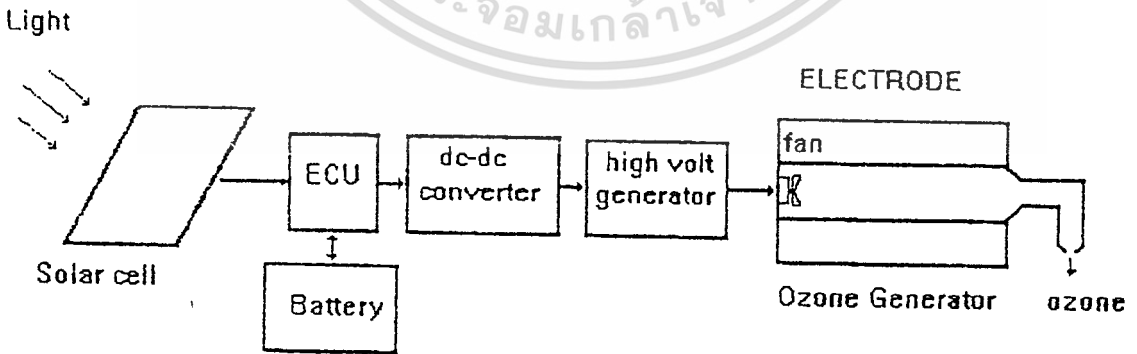 Light
ELECTRODE
fan
ECU
dc-dc
converter
high volt
generator
Solar cell
Battery
Ozone Generator
ozone